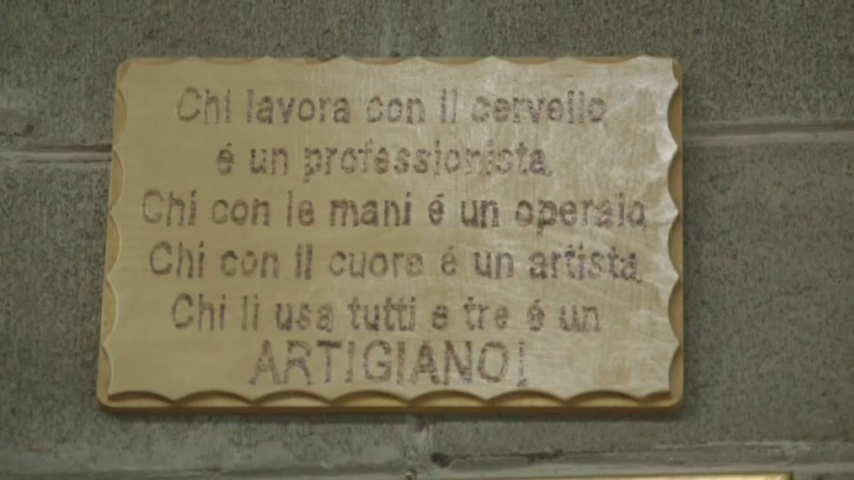 Chi lavora con il cervello
é un professionista.
Chi con le mani é un operaio.
Chi con il cuore é un artista.
Chi li usa tutti e tre é un
ARTIGIANO!